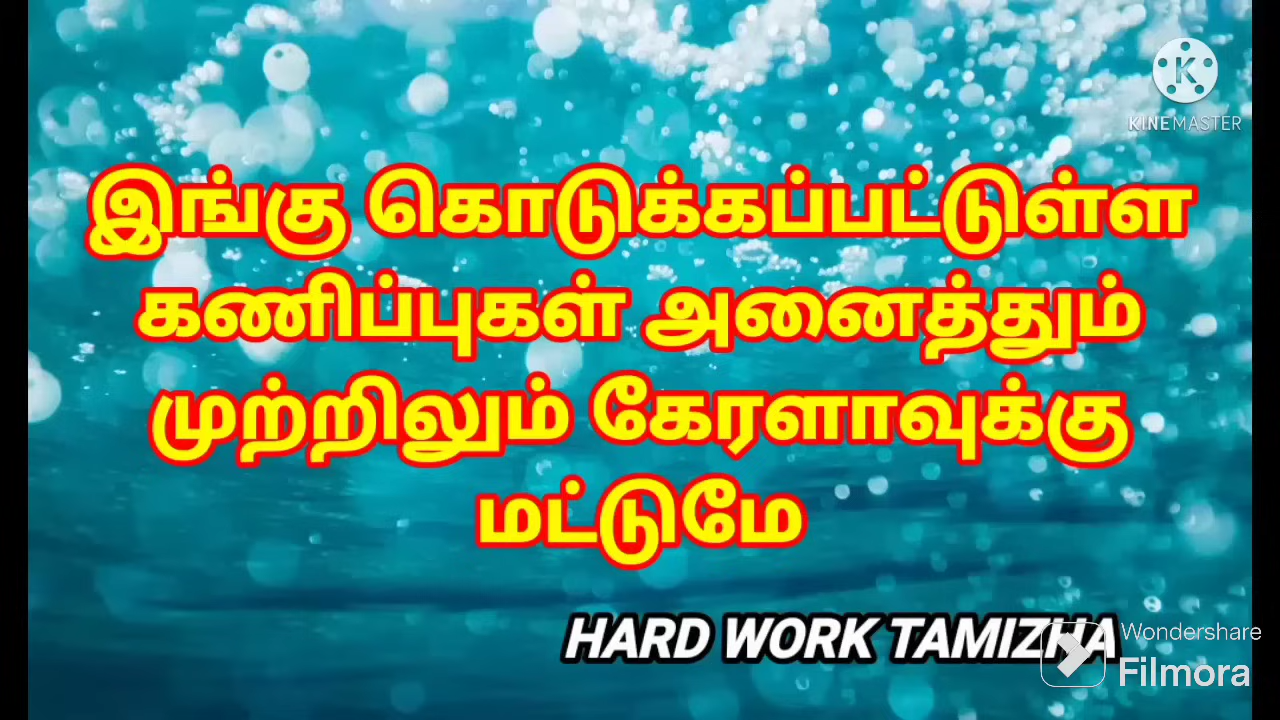 KINEMASTER
இங்கு கொடுக்கப்பட்டுள்ள
கணிப்புகள் அனைத்தும்
முற்றிலும் கேரளாவுக்கு
மட்டுமே
HARD WORK TAMIZHA
Wondershare
Filmora